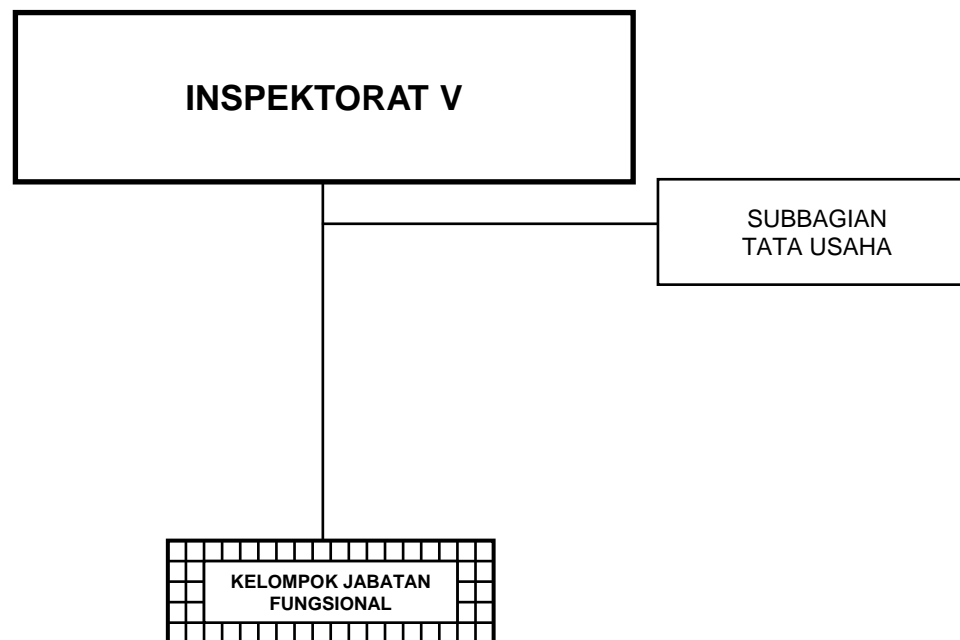 INSPEKTORAT V
SUBBAGIAN
TATA USAHA
KELOMPOK JABATAN
FUNGSIONAL